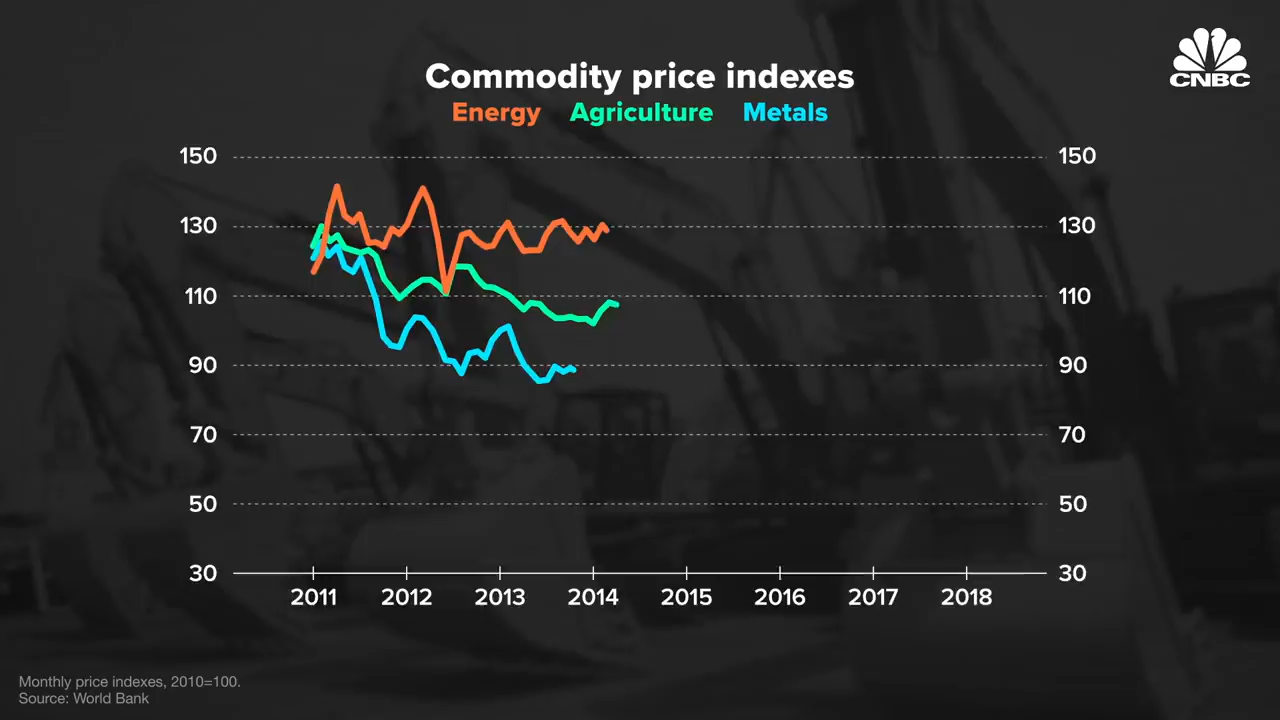 CNBC
Commodity price indexes
Energy Agriculture Metals
150 150
130 130
110 110
90 90
70 70
50 50
30 30
2011 2012 2013 2014 2015 2016 2017 2018
Monthly price indexes, 2010=100.
Source: World Bank